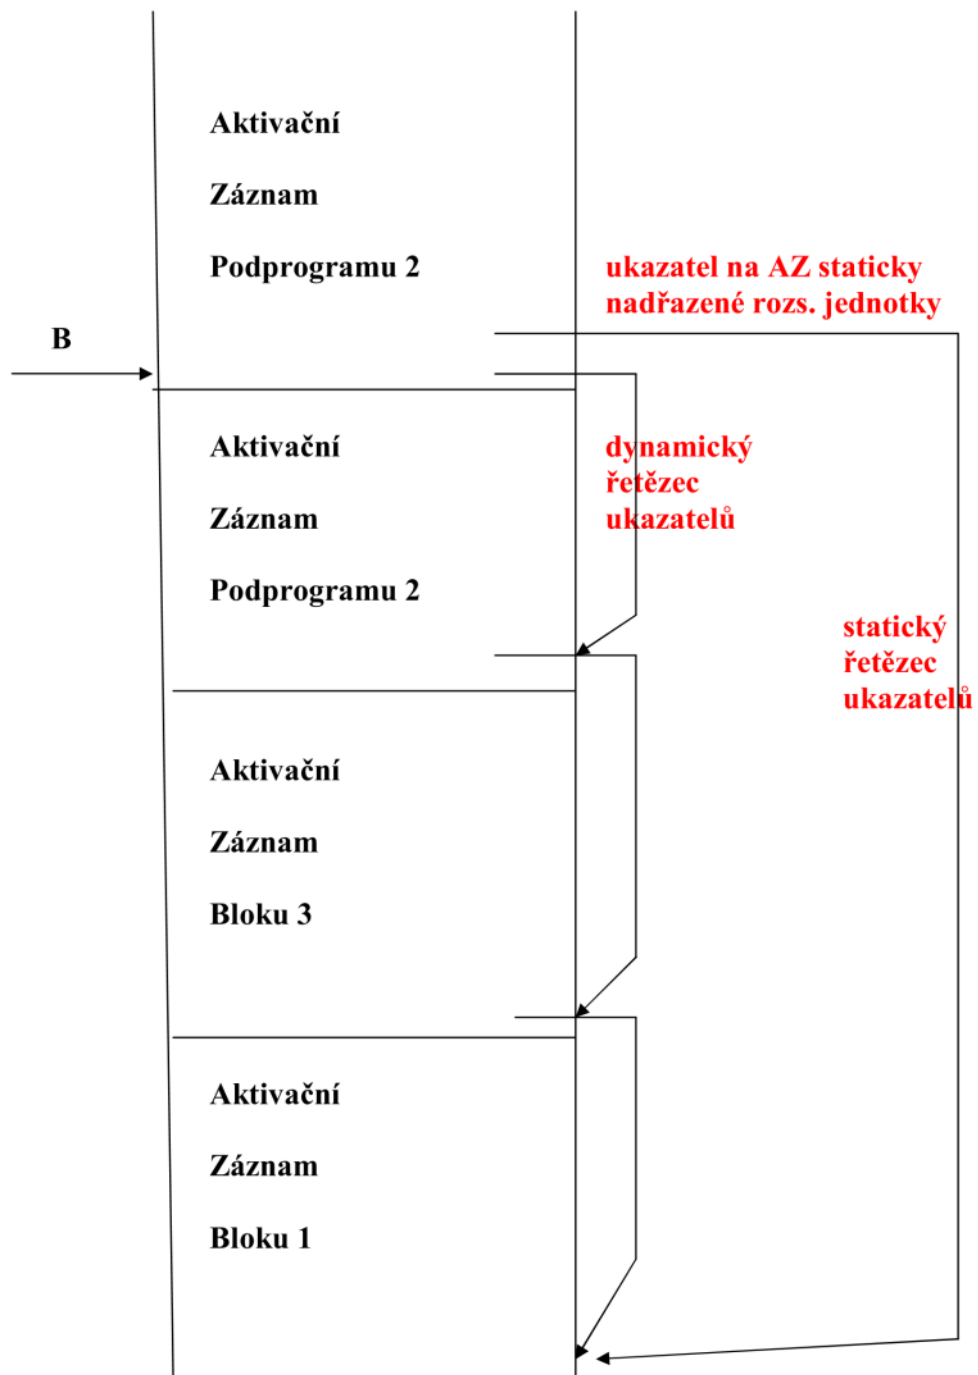 Aktivační
Záznam
Podprogramu 2
ukazatel na AZ staticky
nadřazené rozs. jednotky
B
Aktivační
Záznam
Podprogramu 2
dynamický
řetězec
ukazatelů
statický
řetězec
ukazatelů
Aktivační
Záznam
Bloku 3
Aktivační
Záznam
Bloku 1